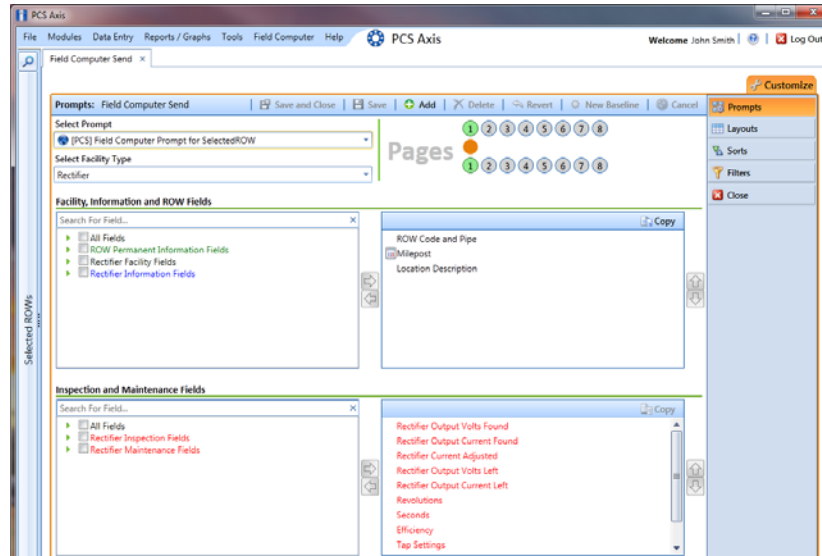 PCS Axis
File Modules Data Entry Reports / Graphs Tools Field Computer Help PCS Axis Welcome John Smith Log Out
Field Computer Send ×
Customize
Prompts: Field Computer Send Save and Close Save Add Delete Revert New Baseline Cancel
Prompts
Layouts
Sorts
Filters
Close
Select Prompt
[PCS] Field Computer Prompt for SelectedROW
Select Facility Type
Rectifier
Pages
1 2 3 4 5 6 7 8
1 2 3 4 5 6 7 8
Facility, Information and ROW Fields
Search For Field...
All Fields
ROW Permanent Information Fields
Rectifier Facility Fields
Rectifier Information Fields
Copy
ROW Code and Pipe
Milepost
Location Description
Selected ROWs
Inspection and Maintenance Fields
Search For Field...
All Fields
Rectifier Inspection Fields
Rectifier Maintenance Fields
Copy
Rectifier Output Volts Found
Rectifier Output Current Found
Rectifier Current Adjusted
Rectifier Output Volts Left
Rectifier Output Current Left
Revolutions
Seconds
Efficiency
Tap Settings